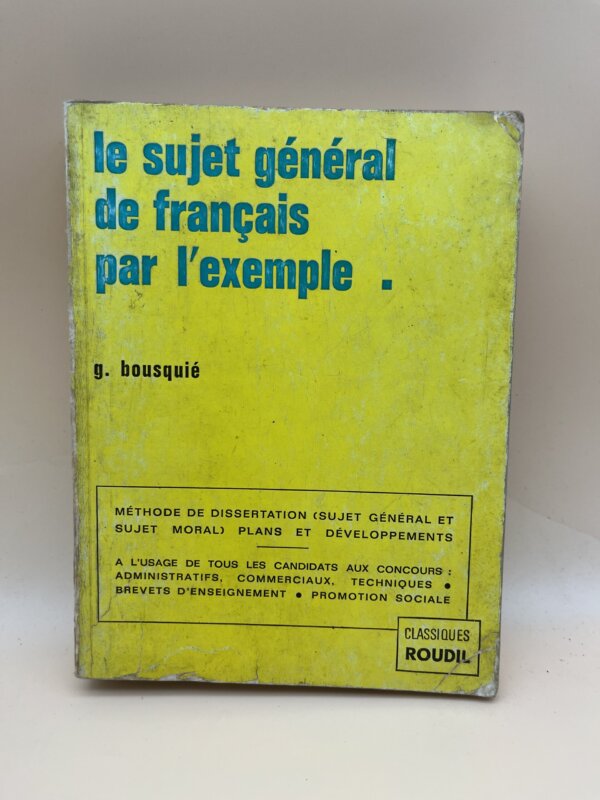 le sujet général
de français
par l'exemple .
g. bousquié
MÉTHODE DE DISSERTATION (SUJET GÉNÉRAL ET
SUJET MORAL) PLANS ET DÉVELOPPEMENTS
A L'USAGE DE TOUS LES CANDIDATS AUX CONCOURS :
ADMINISTRATIFS, COMMERCIAUX, TECHNIQUES •
BREVETS D'ENSEIGNEMENT • PROMOTION SOCIALE
CLASSIQUES
ROUDIL